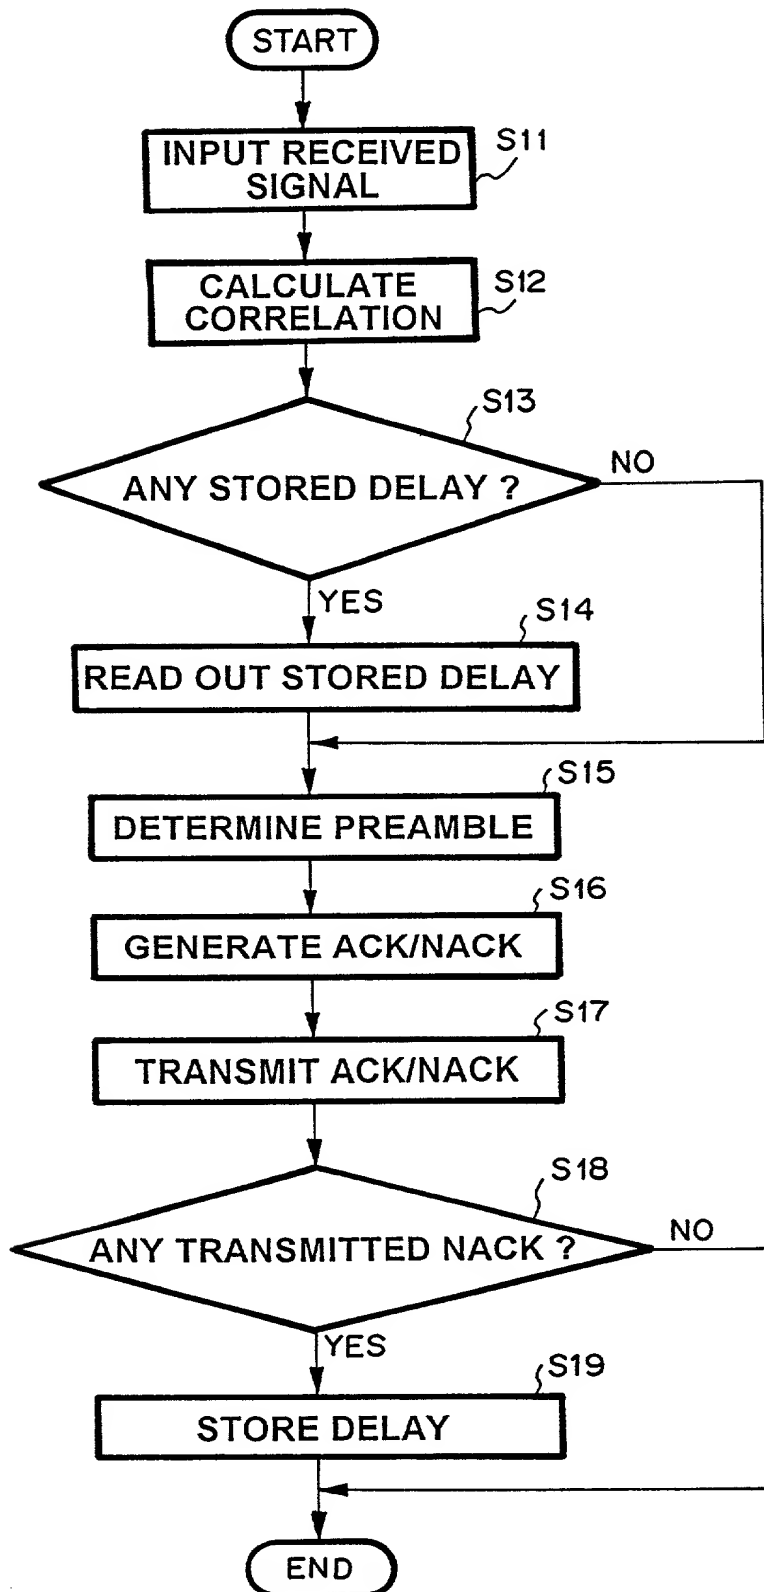 START
S11
INPUT RECEIVED
SIGNAL
S12
CALCULATE
CORRELATION
S13
ANY STORED DELAY ?
NO
YES
S14
READ OUT STORED DELAY
S15
DETERMINE PREAMBLE
S16
GENERATE ACK/NACK
S17
TRANSMIT ACK/NACK
S18
ANY TRANSMITTED NACK ?
NO
YES
S19
STORE DELAY
END